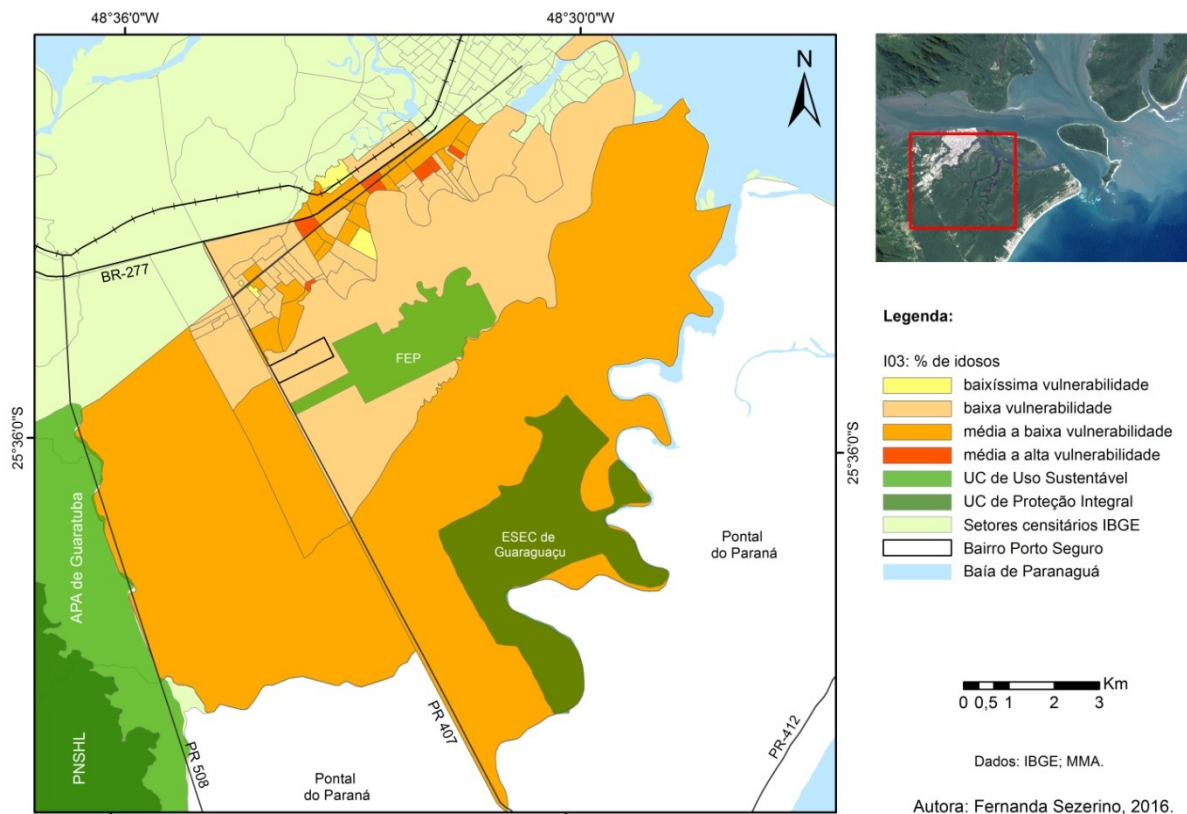 48°36'0"W
48°30'0"W
N
BR-277
FEP
25°36'0"S
25°36'0"S
APA de Guaratuba
ESEC de
Guaraguaçu
Pontal
do Paraná
PNSHL
PR 508
Pontal
do Paraná
PR 407
PR-412
Legenda:
I03: % de idosos
baixíssima vulnerabilidade
baixa vulnerabilidade
média a baixa vulnerabilidade
média a alta vulnerabilidade
UC de Uso Sustentável
UC de Proteção Integral
Setores censitários IBGE
Bairro Porto Seguro
Baía de Paranaguá
Km
0 0,5 1 2 3
Dados: IBGE; MMA.
Autora: Fernanda Sezerino, 2016.